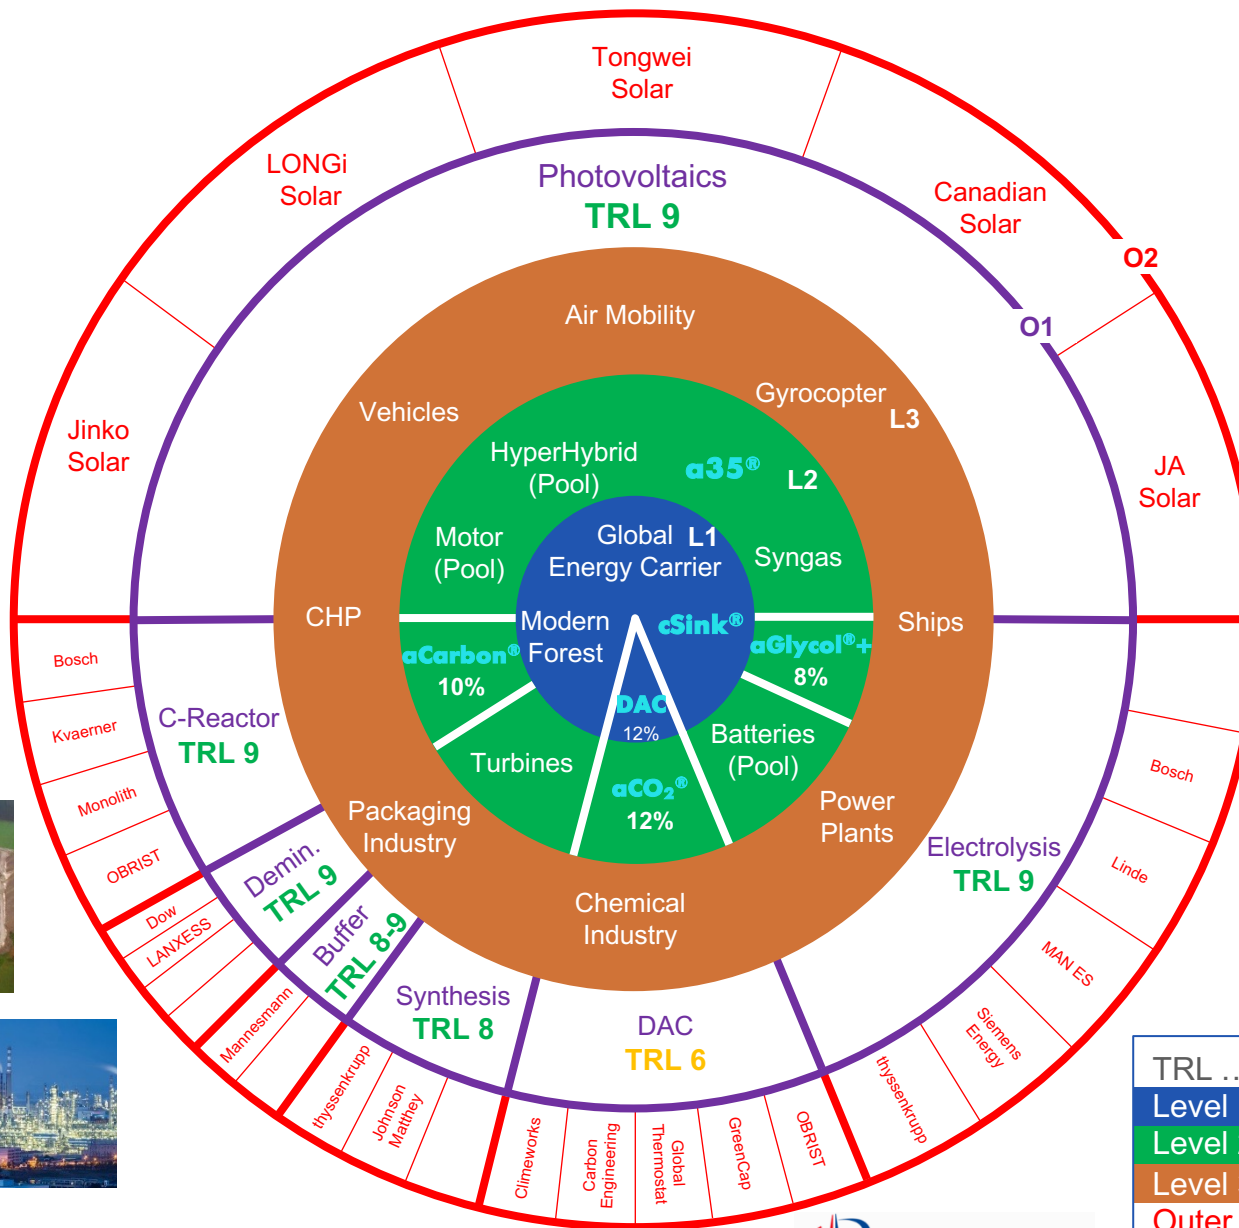 Tongwei
Solar
LONGi
Solar
Canadian
Solar
Photovoltaics
TRL 9
O2
O1
Air Mobility
Gyrocopter
L3
Vehicles
Jinko
Solar
JA
Solar
HyperHybrid
(Pool)
a35®
L2
Motor
(Pool)
Global
L1
Energy Carrier
Syngas
CHP
Modern
Forest
cSink®
Ships
aCarbon®
10%
aGlycol®+
8%
DAC
12%
Turbines
Batteries
(Pool)
aCO₂®
12%
Packaging
Industry
Power
Plants
Chemical
Industry
Bosch
Kvaerner
Monolith
OBRIST
C-Reactor
TRL 9
Dow
LANXESS
Demin.
TRL 9
Mannesmann
Buffer
TRL 8-9
Synthesis
TRL 8
thyssenkrupp
Johnson
Matthey
DAC
TRL 6
Climeworks
Carbon
Engineering
Global
Thermostat
GreenCap
OBRIST
Electrolysis
TRL 9
Bosch
Linde
MAN ES
Siemens
Energy
thyssenkrupp
TRL ..
Level
Level
Level
Outer